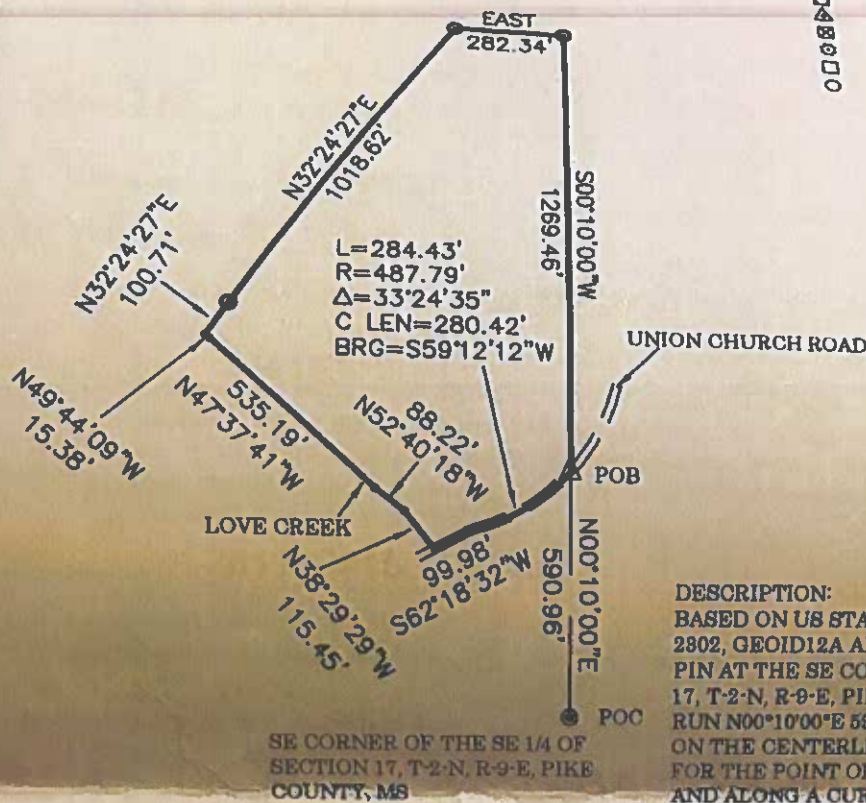 EAST
282.34'
N32°24'27"E
1018.62'
S00°10'00"W
1269.46'
N32°24'27"E
100.71'
L=284.43'
R=487.79'
Δ=33°24'35"
C LEN=280.42'
BRG=S59°12'12"W
UNION CHURCH ROAD
N49°44'09"W
15.38'
535.19'
N47°37'41"W
88.22'
N52°40'18"W
POB
LOVE CREEK
N38°29'29"W
115.45'
99.98'
S62°18'32"W
N00°10'00"E
590.96'
POC
SE CORNER OF THE SE 1/4 OF
SECTION 17, T-2-N, R-9-E, PIKE
COUNTY, MS
DESCRIPTION:
BASED ON US STA
2802, GEOID12A A
PIN AT THE SE CO
17, T-2-N, R-9-E, PI
RUN N00°10'00"E 5
ON THE CENTERL
FOR THE POINT O
AND ALONG A CU